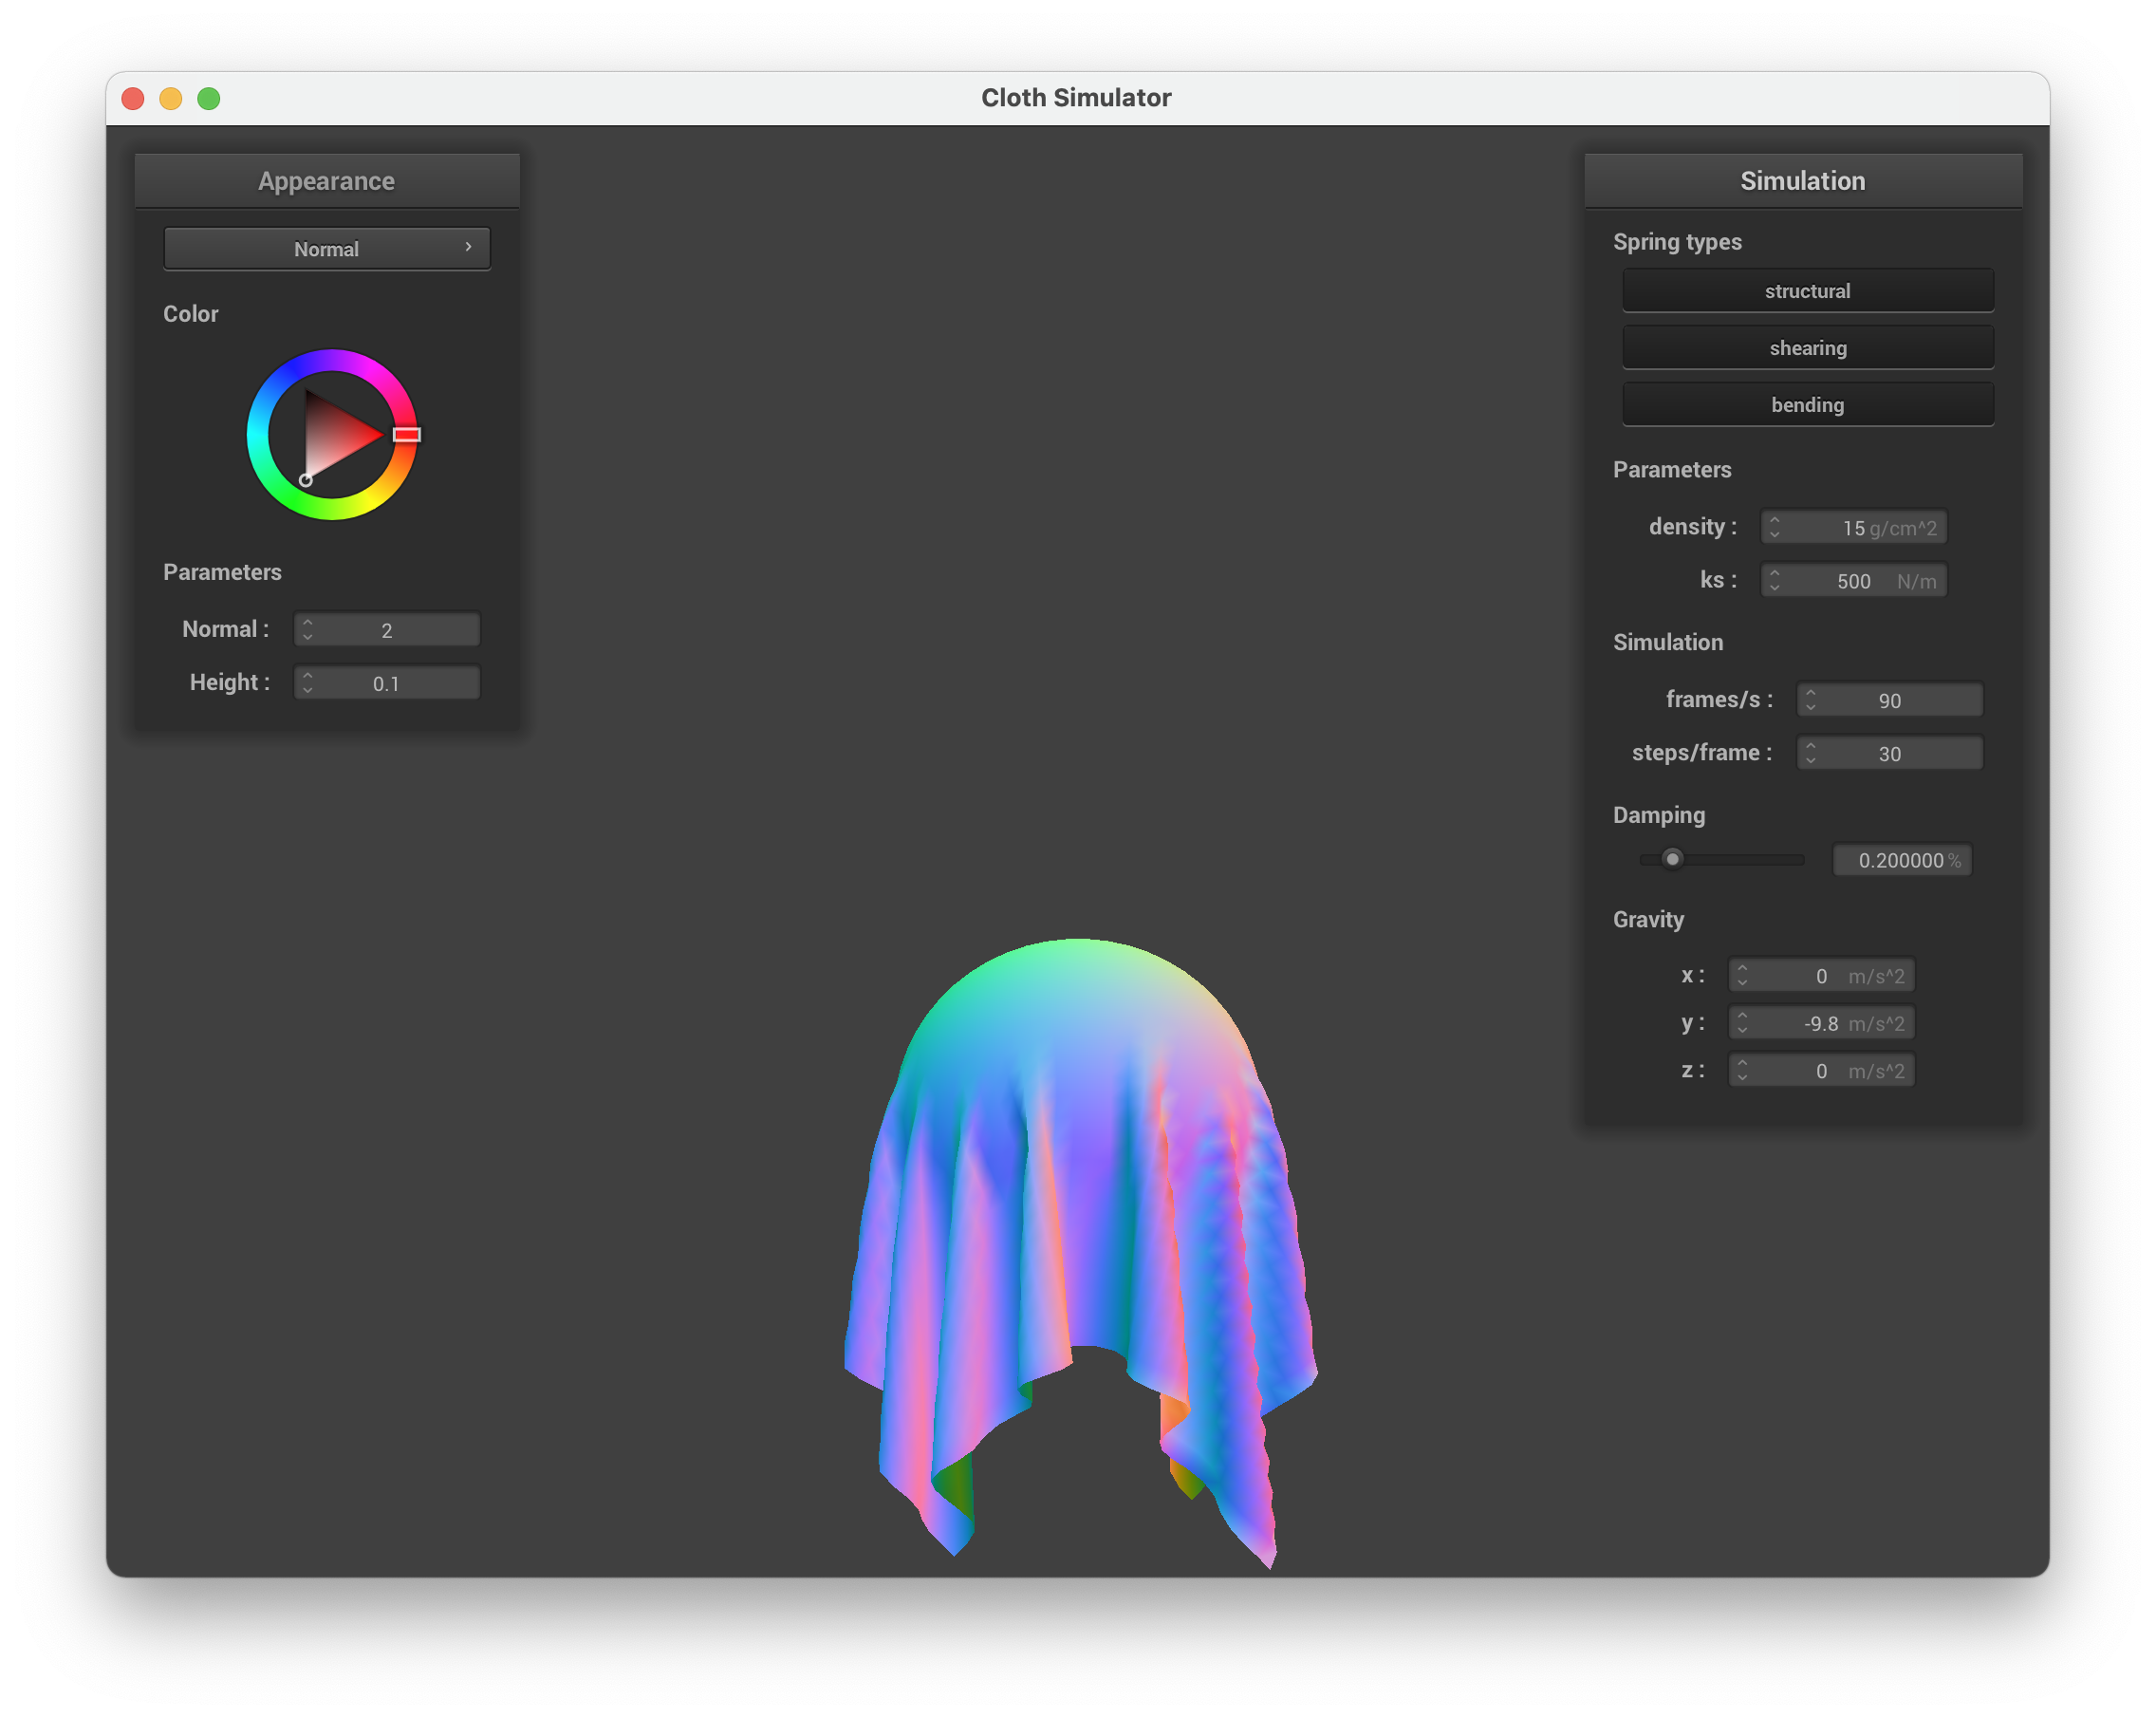 Cloth Simulator
Appearance
Normal
Color
Parameters
Normal : 2
Height : 0.1
Simulation
Spring types
structural
shearing
bending
Parameters
density : 15 g/cm^2
ks : 500 N/m
Simulation
frames/s : 90
steps/frame : 30
Damping
0.200000 %
Gravity
x : 0 m/s^2
y : -9.8 m/s^2
z : 0 m/s^2